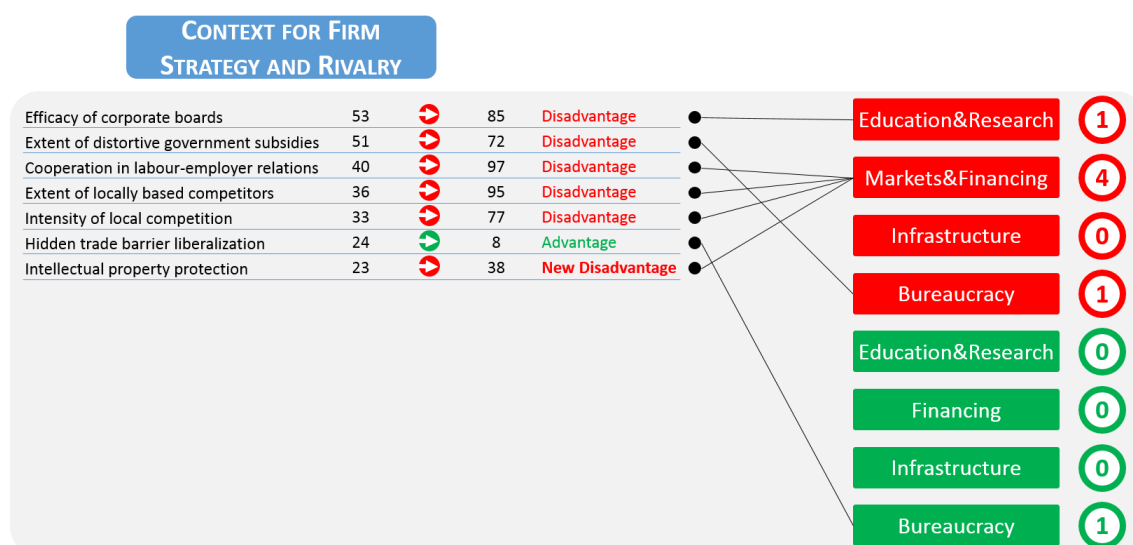 CONTEXT FOR FIRM
STRATEGY AND RIVALRY
Efficacy of corporate boards 53 85 Disadvantage
Extent of distortive government subsidies 51 72 Disadvantage
Cooperation in labour-employer relations 40 97 Disadvantage
Extent of locally based competitors 36 95 Disadvantage
Intensity of local competition 33 77 Disadvantage
Hidden trade barrier liberalization 24 8 Advantage
Intellectual property protection 23 38 New Disadvantage
Education&Research 1
Markets&Financing 4
Infrastructure 0
Bureaucracy 1
Education&Research 0
Financing 0
Infrastructure 0
Bureaucracy 1